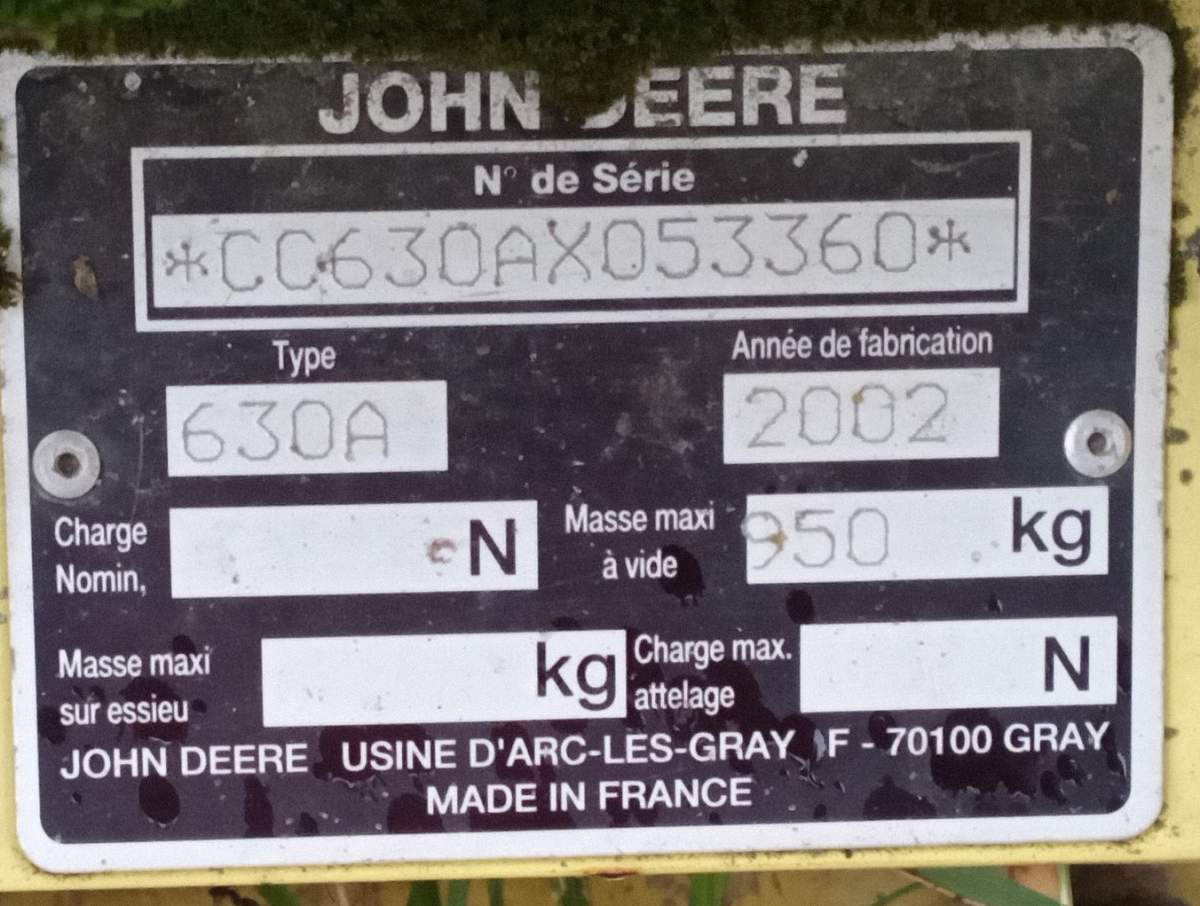 JOHN DEERE
N° de Série
*CC630AX053360*
Type
Année de fabrication
630A
2002
Charge Nomin,
N
Masse maxi à vide
950 kg
Masse maxi sur essieu
kg
Charge max. attelage
N
JOHN DEERE USINE D'ARC-LES-GRAY F - 70100 GRAY
MADE IN FRANCE